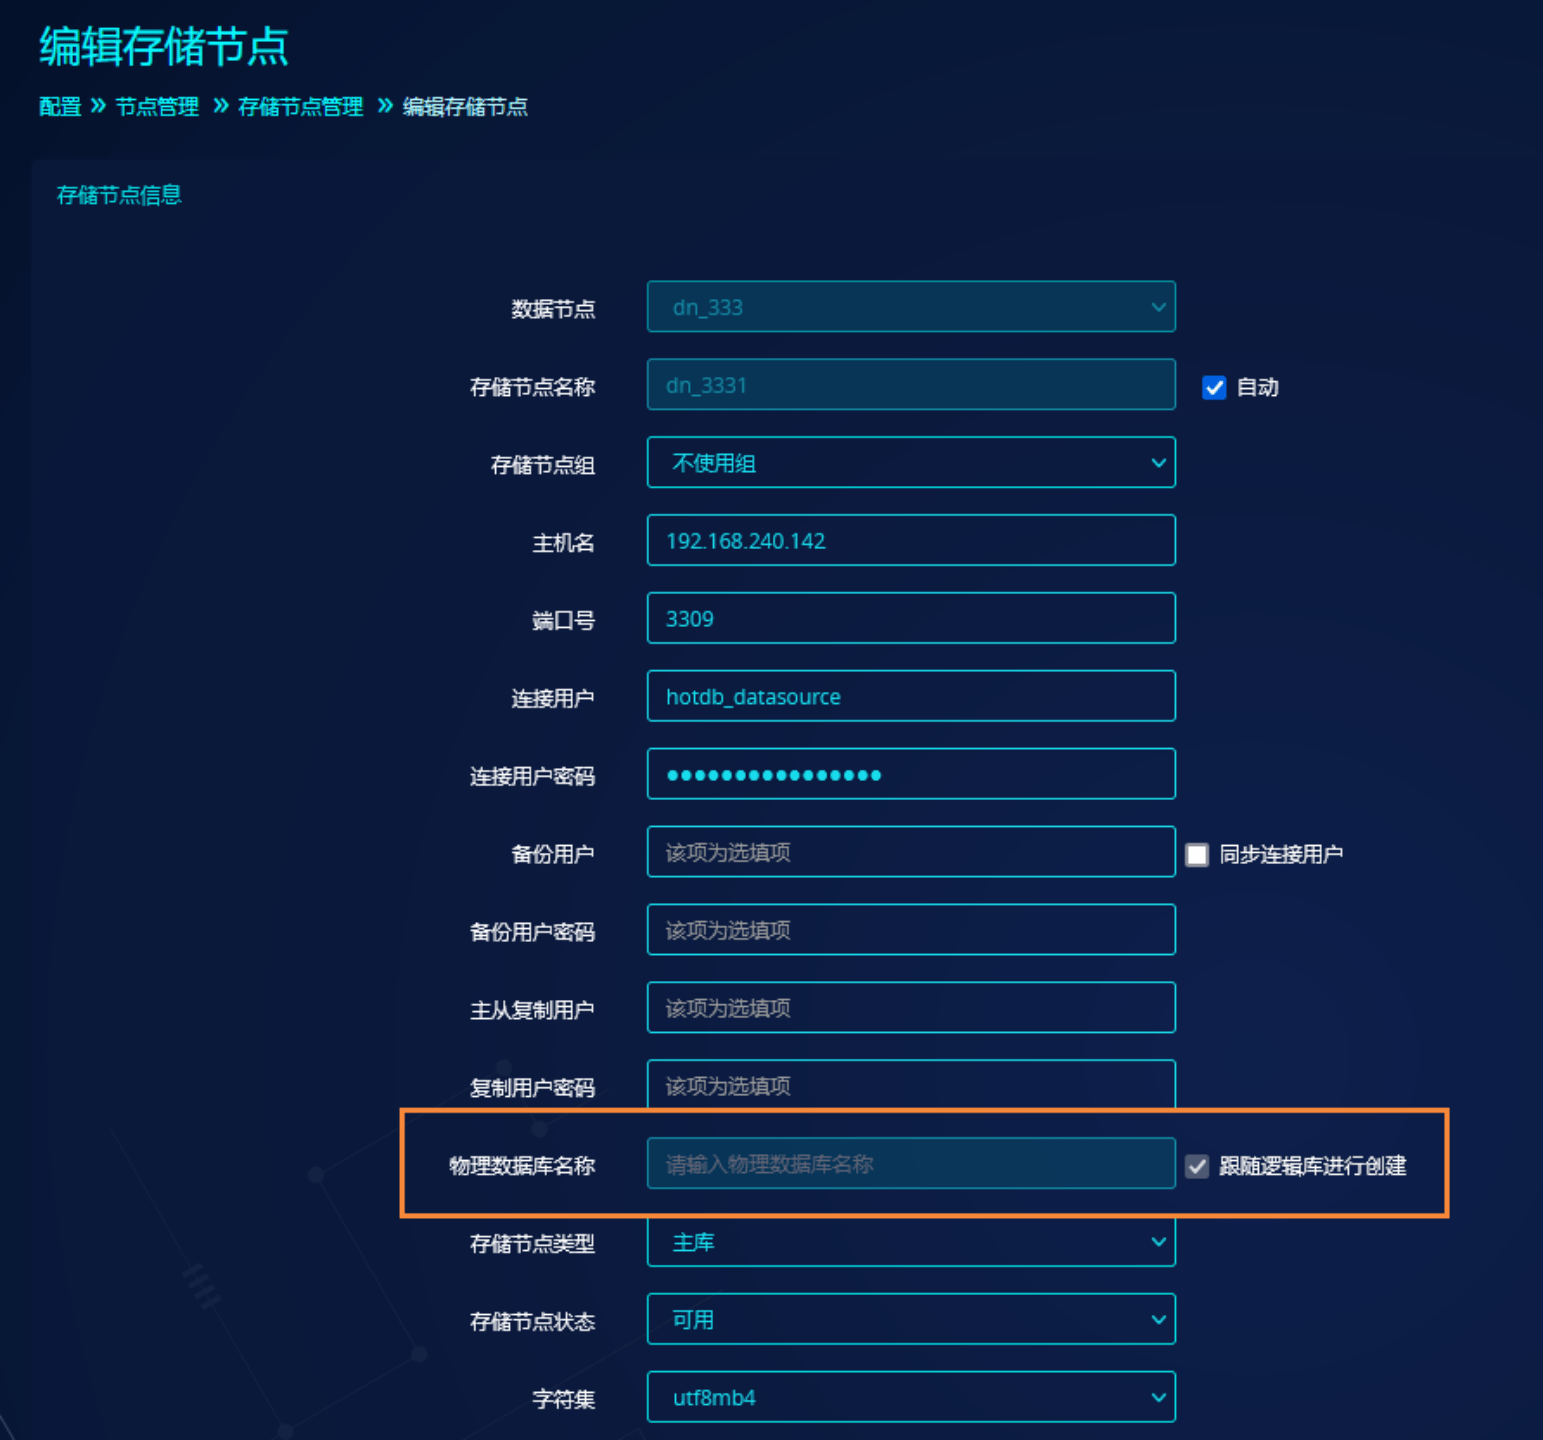 编辑存储节点
配置 » 节点管理 » 存储节点管理 » 编辑存储节点
存储节点信息
数据节点 dn_333
存储节点名称 dn_3331 自动
存储节点组 不使用组
主机名 192.168.240.142
端口号 3309
连接用户 hotdb_datasource
连接用户密码 ••••••••••••••••
备份用户 该项为选填项 同步连接用户
备份用户密码 该项为选填项
主从复制用户 该项为选填项
复制用户密码 该项为选填项
物理数据库名称 请输入物理数据库名称 跟随逻辑库进行创建
存储节点类型 主库
存储节点状态 可用
字符集 utf8mb4